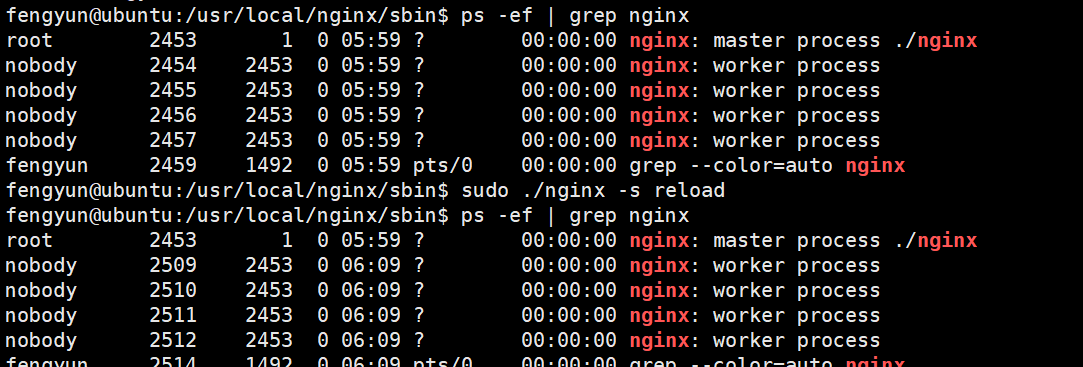 fengyun@ubuntu:/usr/local/nginx/sbin$ ps -ef | grep nginx
root        2453       1  0 05:59 ?        00:00:00 nginx: master process ./nginx
nobody      2454    2453  0 05:59 ?        00:00:00 nginx: worker process
nobody      2455    2453  0 05:59 ?        00:00:00 nginx: worker process
nobody      2456    2453  0 05:59 ?        00:00:00 nginx: worker process
nobody      2457    2453  0 05:59 ?        00:00:00 nginx: worker process
fengyun     2459    1492  0 05:59 pts/0    00:00:00 grep --color=auto nginx
fengyun@ubuntu:/usr/local/nginx/sbin$ sudo ./nginx -s reload
fengyun@ubuntu:/usr/local/nginx/sbin$ ps -ef | grep nginx
root        2453       1  0 05:59 ?        00:00:00 nginx: master process ./nginx
nobody      2509    2453  0 06:09 ?        00:00:00 nginx: worker process
nobody      2510    2453  0 06:09 ?        00:00:00 nginx: worker process
nobody      2511    2453  0 06:09 ?        00:00:00 nginx: worker process
nobody      2512    2453  0 06:09 ?        00:00:00 nginx: worker process
fengyun     2514    1492  0 06:09 pts/0    00:00:00 grep --color=auto nginx